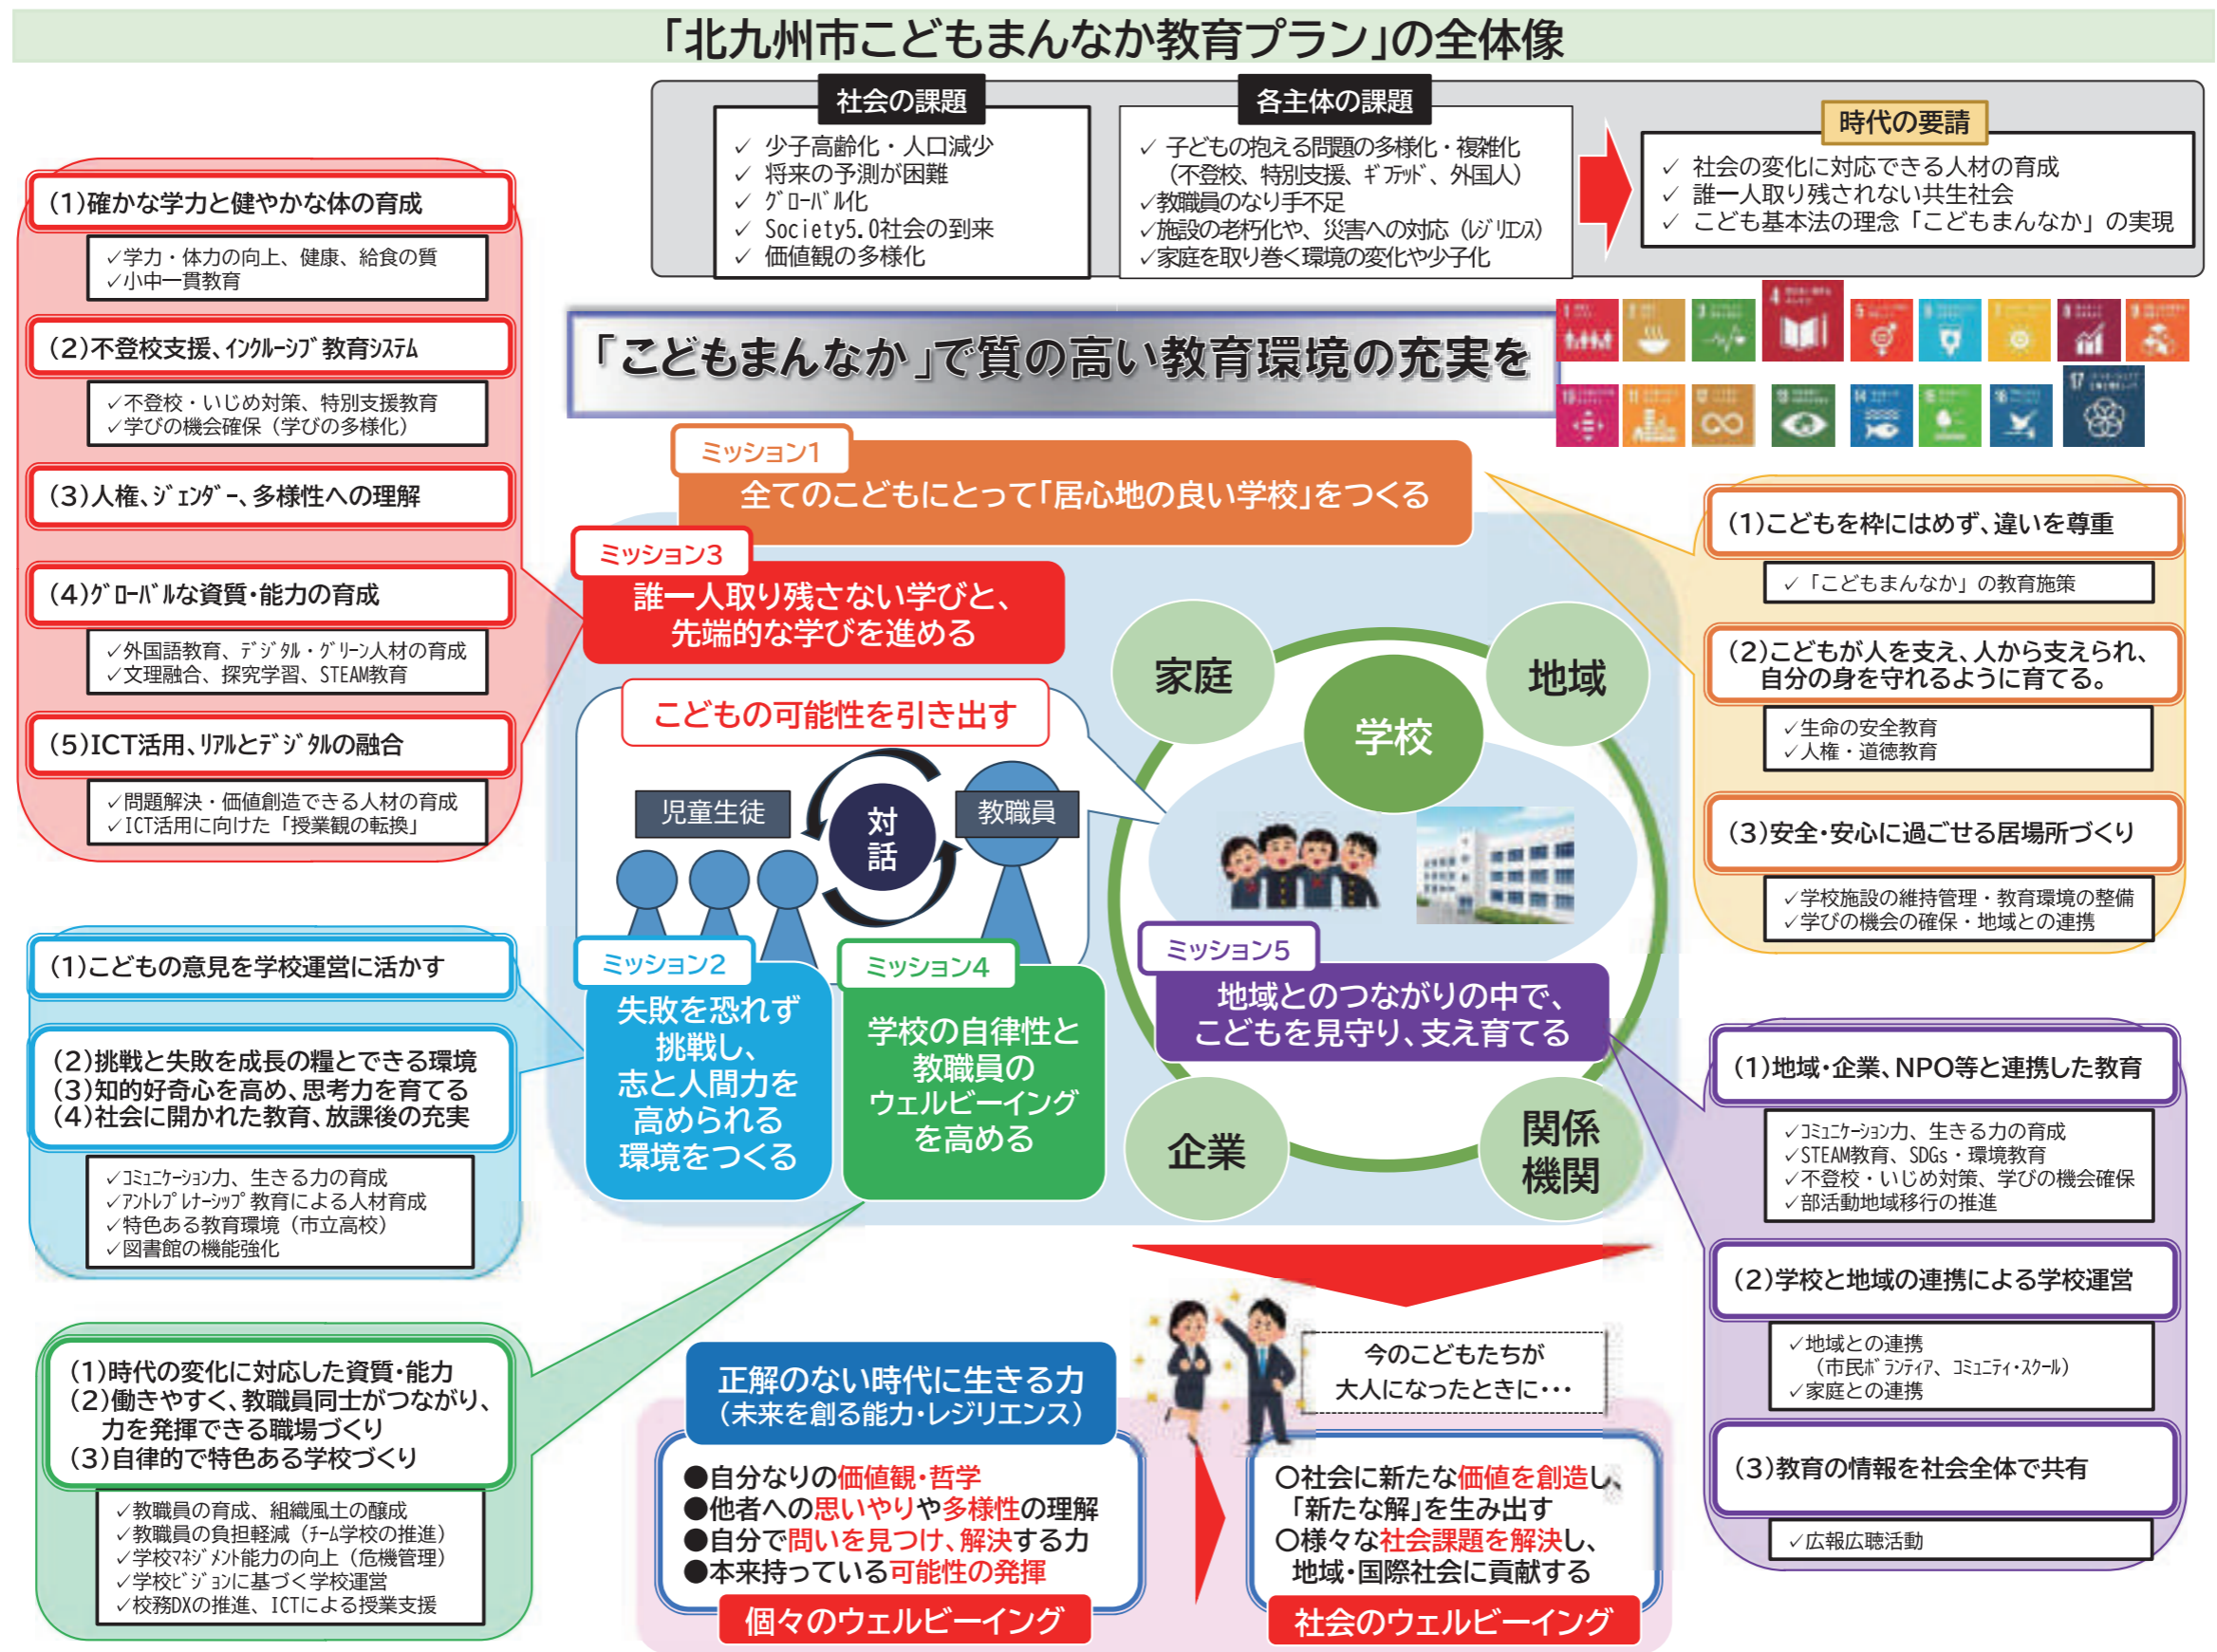 「北九州市こどもまんなか教育プラン」の全体像
社会の課題
✓ 少子高齢化・人口減少
✓ 将来の予測が困難
✓ グローバル化
✓ Society5.0社会の到来
✓ 価値観の多様化
各主体の課題
✓ 子どもの抱える問題の多様化・複雑化
（不登校、特別支援、ギフテッド、外国人）
✓教職員のなり手不足
✓施設の老朽化や、災害への対応（レジリエンス）
✓家庭を取り巻く環境の変化や少子化
時代の要請
✓ 社会の変化に対応できる人材の育成
✓ 誰一人取り残されない共生社会
✓ こども基本法の理念「こどもまんなか」の実現
「こどもまんなか」で質の高い教育環境の充実を
1
2
3
4
5
6
7
8
9
10
11
12
13
14
15
16
17
ミッション1
全てのこどもにとって「居心地の良い学校」をつくる
(1)こどもを枠にはめず、違いを尊重
✓「こどもまんなか」の教育施策
(2)こどもが人を支え、人から支えられ、
自分の身を守れるように育てる。
✓生命の安全教育
✓人権・道徳教育
(3)安全・安心に過ごせる居場所づくり
✓学校施設の維持管理・教育環境の整備
✓学びの機会の確保・地域との連携
ミッション3
誰一人取り残さない学びと、
先端的な学びを進める
(1)確かな学力と健やかな体の育成
✓学力・体力の向上、健康、給食の質
✓小中一貫教育
(2)不登校支援、インクルーシブ教育システム
✓不登校・いじめ対策、特別支援教育
✓学びの機会確保（学びの多様化）
(3)人権、ジェンダー、多様性への理解
(4)グローバルな資質・能力の育成
✓外国語教育、デジタル・グリーン人材の育成
✓文理融合、探究学習、STEAM教育
(5)ICT活用、リアルとデジタルの融合
✓問題解決・価値創造できる人材の育成
✓ICT活用に向けた「授業観の転換」
こどもの可能性を引き出す
児童生徒
対話
教職員
家庭
地域
学校
企業
関係
機関
ミッション2
失敗を恐れず
挑戦し、
志と人間力を
高められる
環境をつくる
(1)こどもの意見を学校運営に活かす
(2)挑戦と失敗を成長の糧とできる環境
(3)知的好奇心を高め、思考力を育てる
(4)社会に開かれた教育、放課後の充実
✓コミュニケーション力、生きる力の育成
✓アントレプレナーシップ教育による人材育成
✓特色ある教育環境（市立高校）
✓図書館の機能強化
ミッション4
学校の自律性と
教職員の
ウェルビーイング
を高める
(1)時代の変化に対応した資質・能力
(2)働きやすく、教職員同士がつながり、
力を発揮できる職場づくり
(3)自律的で特色ある学校づくり
✓教職員の育成、組織風土の醸成
✓教職員の負担軽減（チーム学校の推進）
✓学校マネジメント能力の向上（危機管理）
✓学校ビジョンに基づく学校運営
✓校務DXの推進、ICTによる授業支援
ミッション5
地域とのつながりの中で、
こどもを見守り、支え育てる
(1)地域・企業、NPO等と連携した教育
✓コミュニケーション力、生きる力の育成
✓STEAM教育、SDGs・環境教育
✓不登校・いじめ対策、学びの機会確保
✓部活動地域移行の推進
(2)学校と地域の連携による学校運営
✓地域との連携
（市民ボランティア、コミュニティ・スクール）
✓家庭との連携
(3)教育の情報を社会全体で共有
✓広報広聴活動
正解のない時代に生きる力
（未来を創る能力・レジリエンス）
●自分なりの価値観・哲学
●他者への思いやりや多様性の理解
●自分で問いを見つけ、解決する力
●本来持っている可能性の発揮
個々のウェルビーイング
今のこどもたちが
大人になったときに・・・
○社会に新たな価値を創造し、
「新たな解」を生み出す
○様々な社会課題を解決し、
地域・国際社会に貢献する
社会のウェルビーイング